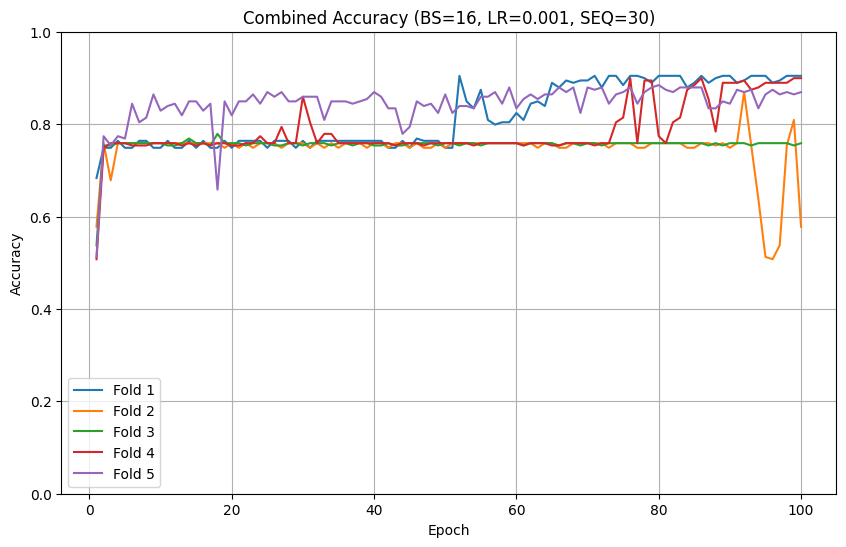 Combined Accuracy (BS=16, LR=0.001, SEQ=30)
1.0
0.8
0.6
0.4
0.2
0.0
Accuracy
Fold 1
Fold 2
Fold 3
Fold 4
Fold 5
0 20 40 60 80 100
Epoch